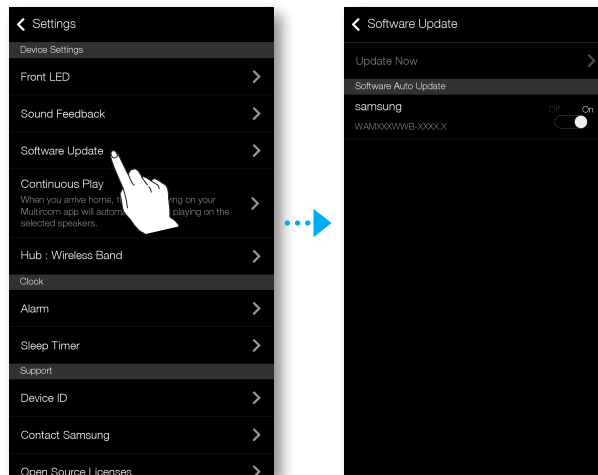 Settings
Device Settings
Front LED
Sound Feedback
Software Update
Continuous Play
When you arrive home, ing on your
Multiroom app will playing on the
selected speakers.
Hub : Wireless Band
Clock
Alarm
Sleep Timer
Support
Device ID
Contact Samsung
Open Source Licenses
Software Update
Update Now
Software Auto Update
samsung
Off On
WAMXXXWWB-XXXX.X